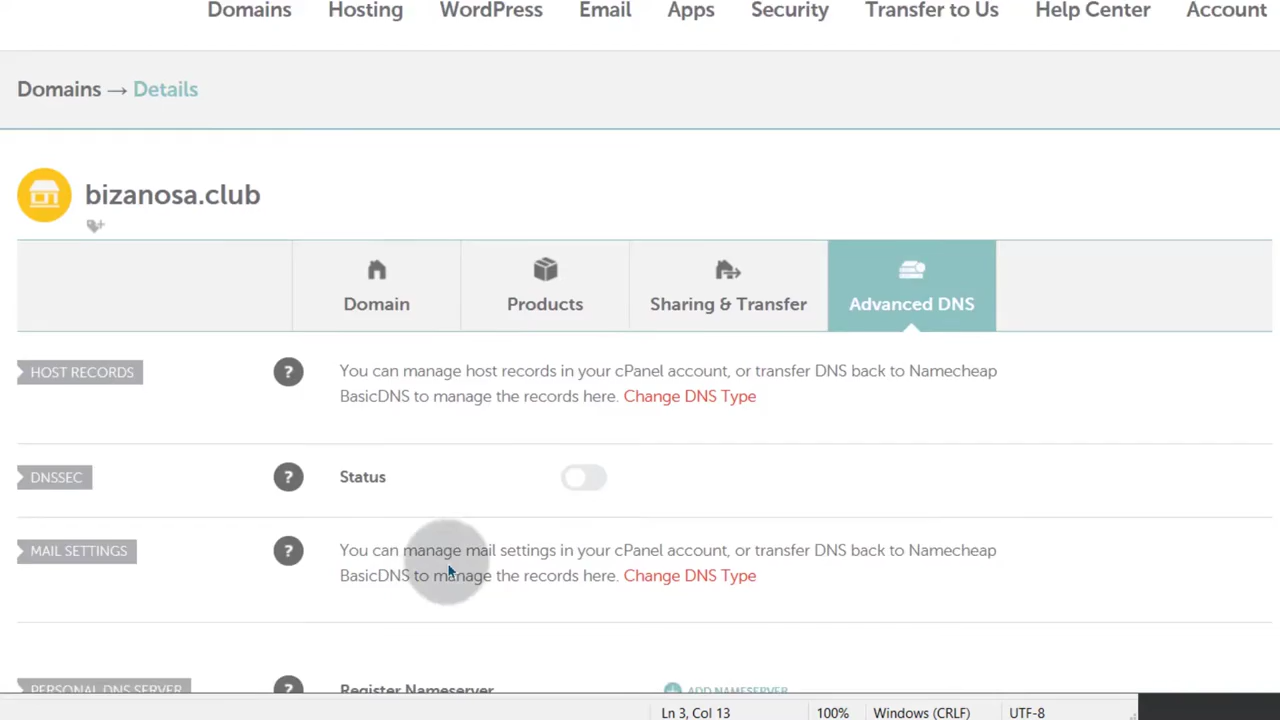 Domains Hosting WordPress Email Apps Security Transfer to Us Help Center Account
Domains → Details
bizanosa.club
Domain Products Sharing & Transfer Advanced DNS
HOST RECORDS ? You can manage host records in your cPanel account, or transfer DNS back to Namecheap
BasicDNS to manage the records here. Change DNS Type
DNSSEC ? Status
MAIL SETTINGS ? You can manage mail settings in your cPanel account, or transfer DNS back to Namecheap
BasicDNS to manage the records here. Change DNS Type
PERSONAL DNS SERVER ? Register Nameserver ADD NAMESERVER
Ln 3, Col 13 100% Windows (CRLF) UTF-8